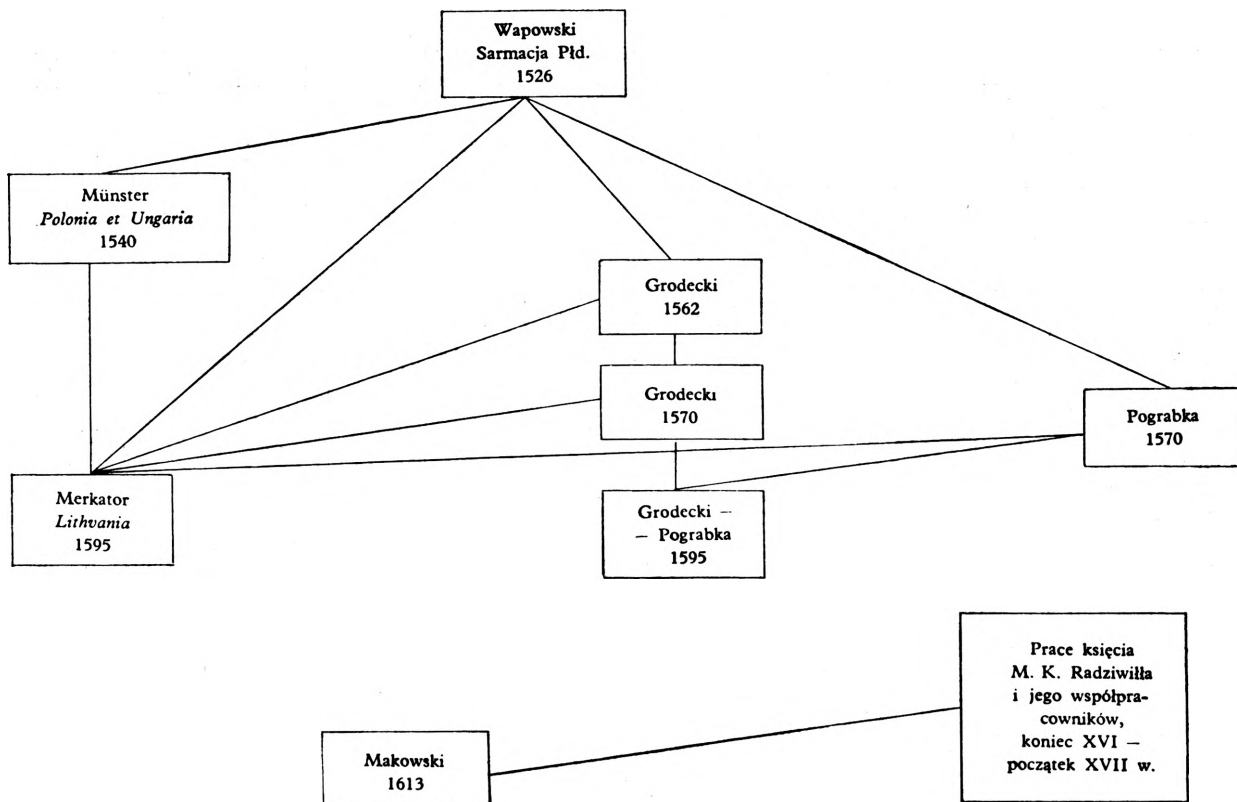 Wapowski
Sarmacja Płd.
1526
Münster
Polonia et Ungaria
1540
Grodecki
1562
Grodecki
1570
Pograbka
1570
Merkator
Lithvania
1595
Grodecki —
— Pograbka
1595
Prace księcia
M. K. Radziwiłła
i jego współpra-
cowników,
koniec XVI —
początek XVII w.
Makowski
1613